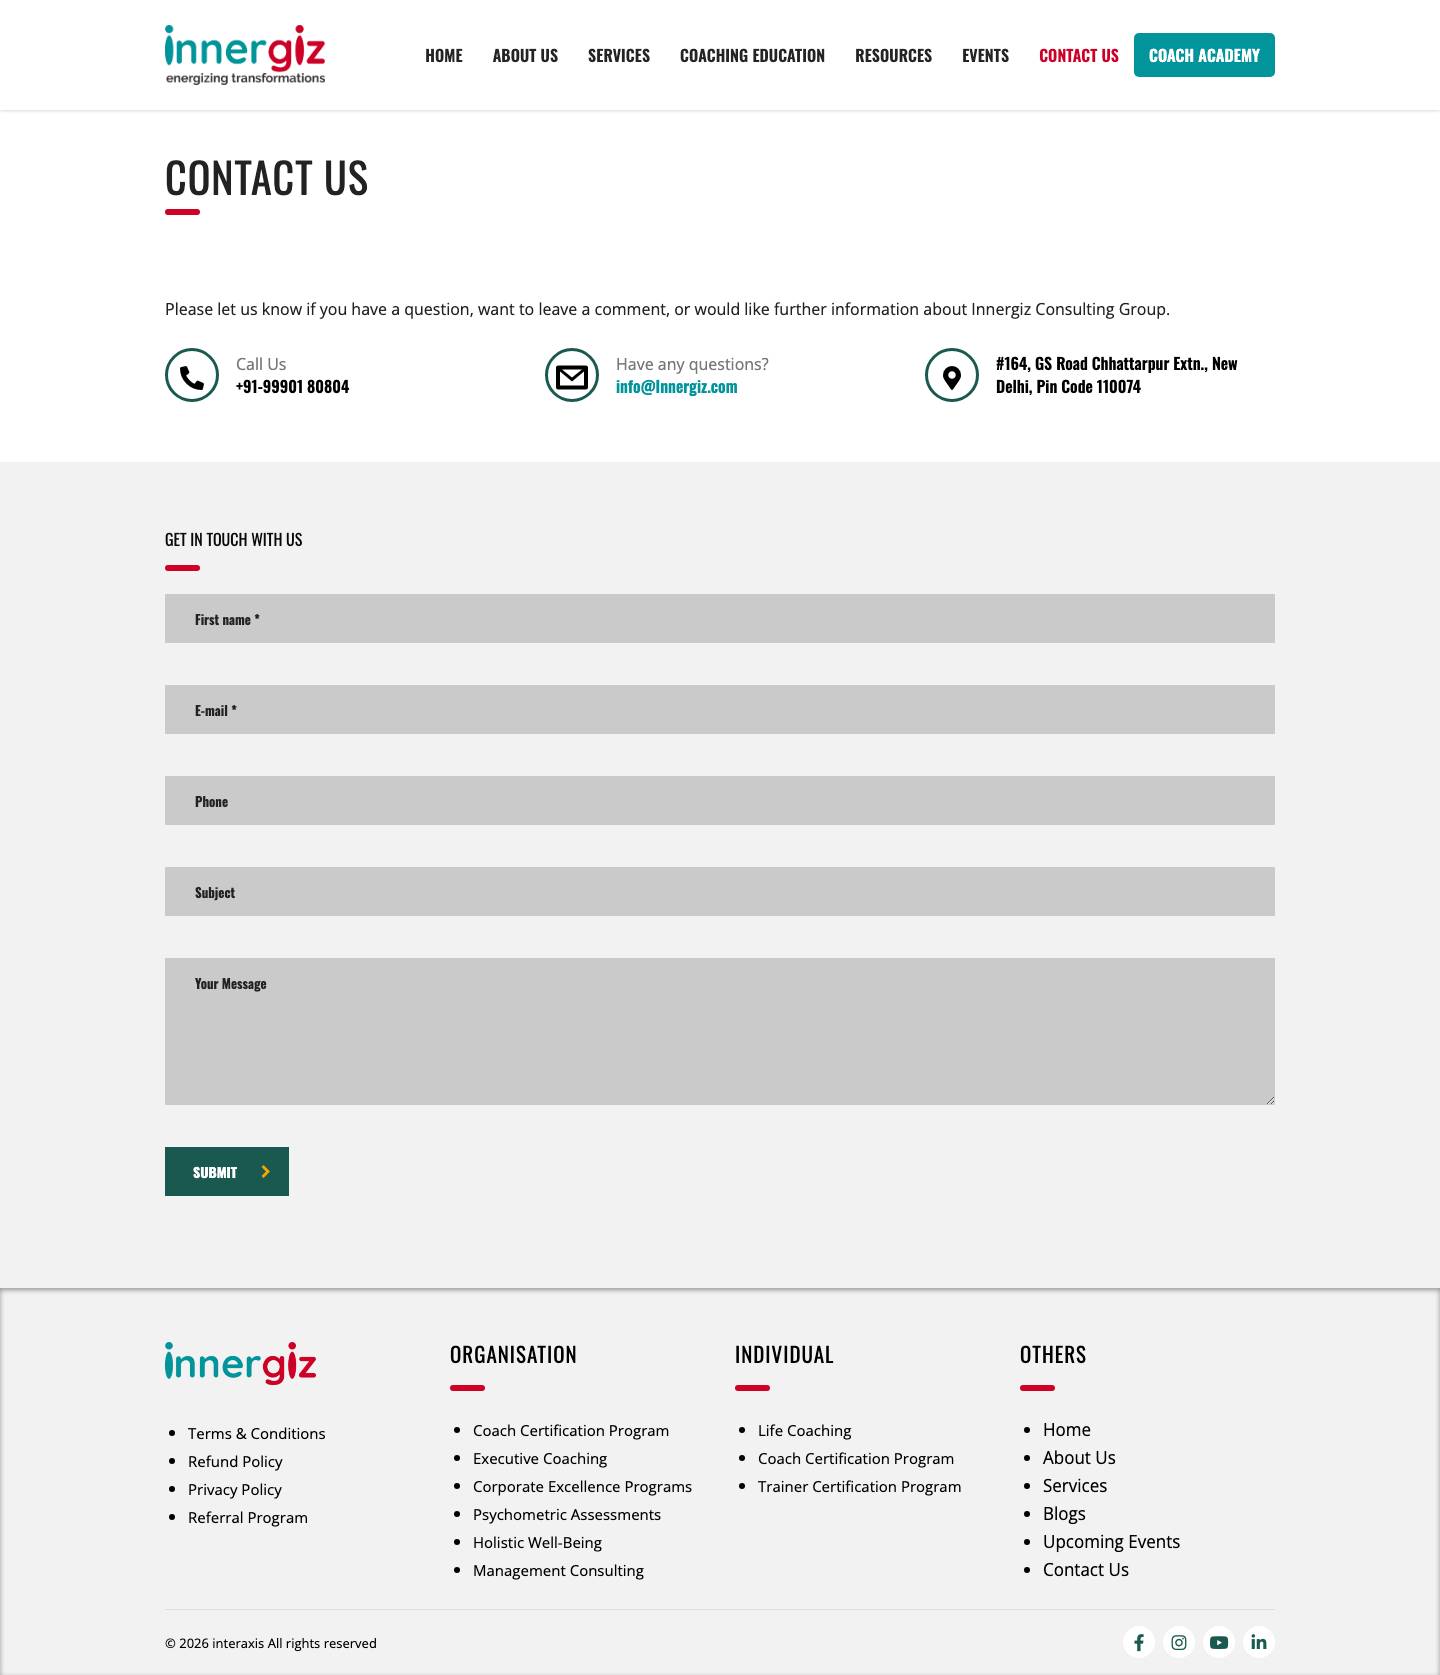 innergiz
energizing transformations
HOME ABOUT US SERVICES COACHING EDUCATION RESOURCES EVENTS CONTACT US COACH ACADEMY
CONTACT US
Please let us know if you have a question, want to leave a comment, or would like further information about Innergiz Consulting Group.
Call Us
+91-99901 80804
Have any questions?
info@Innergiz.com
#164, GS Road Chhattarpur Extn., New
Delhi, Pin Code 110074
GET IN TOUCH WITH US
First name *
E-mail *
Phone
Subject
Your Message
SUBMIT
innergiz
Terms & Conditions
Refund Policy
Privacy Policy
Referral Program
ORGANISATION
Coach Certification Program
Executive Coaching
Corporate Excellence Programs
Psychometric Assessments
Holistic Well-Being
Management Consulting
INDIVIDUAL
Life Coaching
Coach Certification Program
Trainer Certification Program
OTHERS
Home
About Us
Services
Blogs
Upcoming Events
Contact Us
© 2026 interaxis All rights reserved